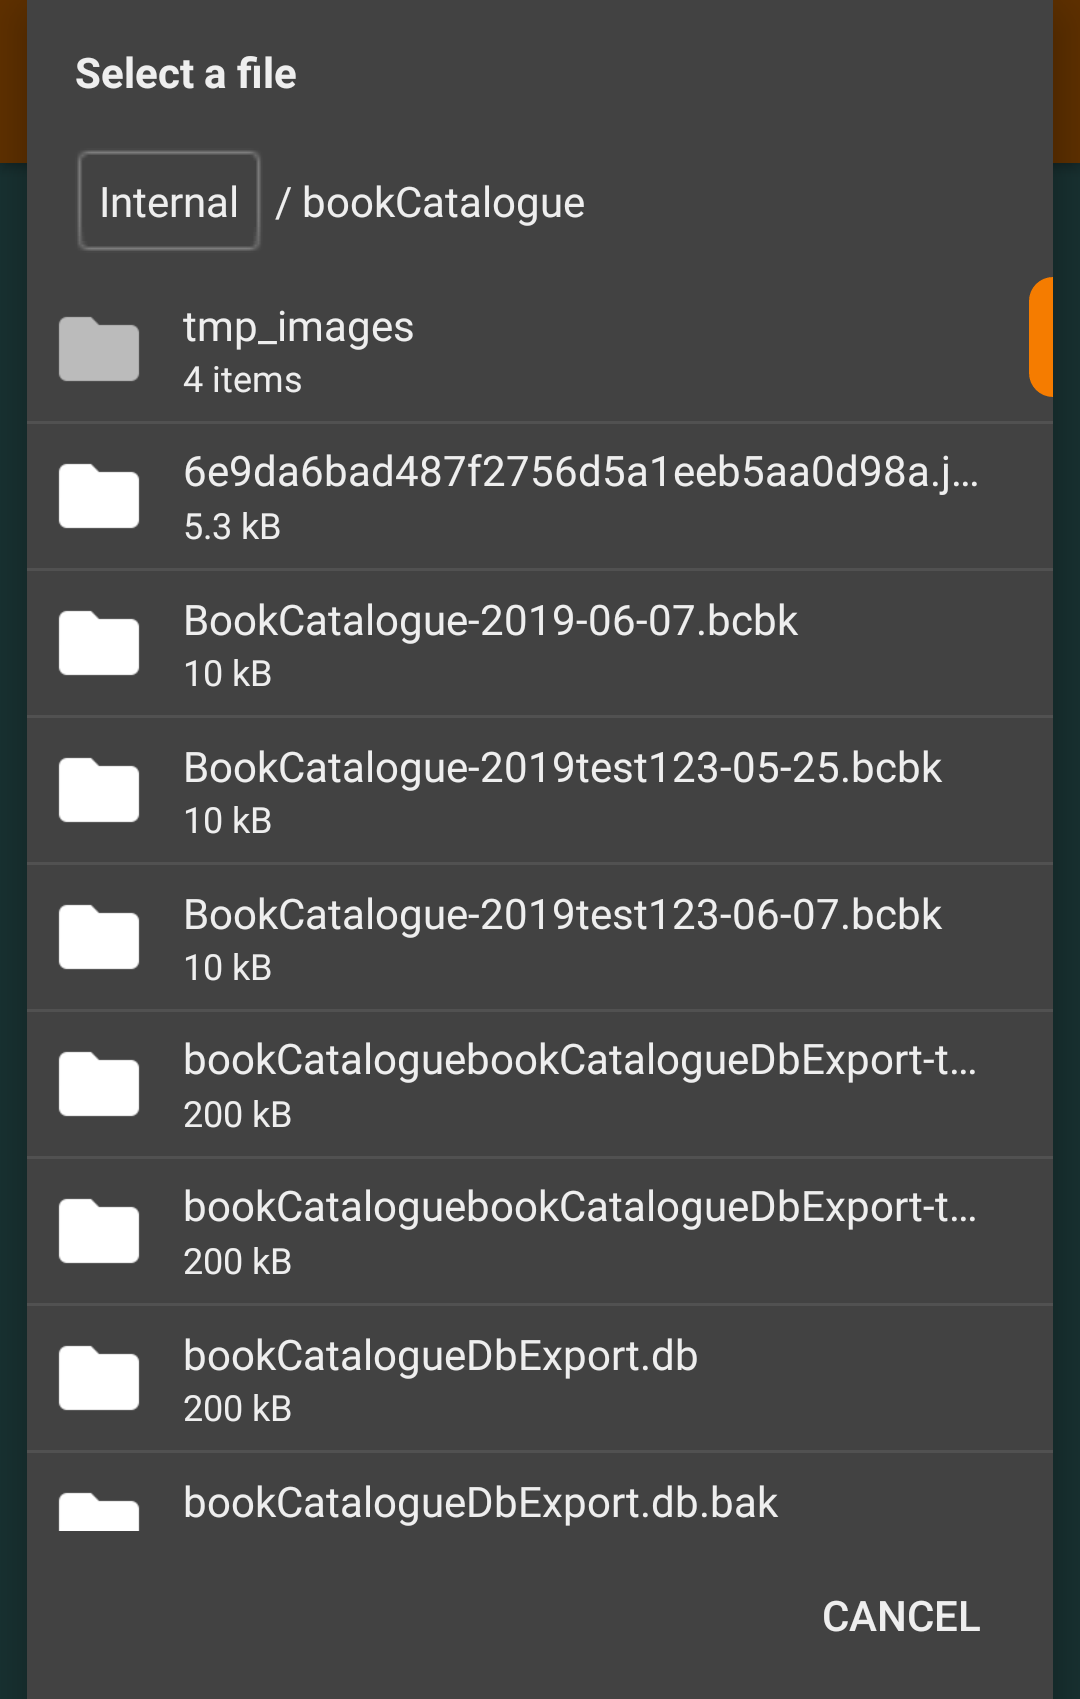 Select a file
Internal / bookCatalogue
tmp_images
4 items
6e9da6bad487f2756d5a1eeb5aa0d98a.j...
5.3 kB
BookCatalogue-2019-06-07.bcbk
10 kB
BookCatalogue-2019test123-05-25.bcbk
10 kB
BookCatalogue-2019test123-06-07.bcbk
10 kB
bookCataloguebookCatalogueDbExport-t...
200 kB
bookCataloguebookCatalogueDbExport-t...
200 kB
bookCatalogueDbExport.db
200 kB
bookCatalogueDbExport.db.bak
CANCEL